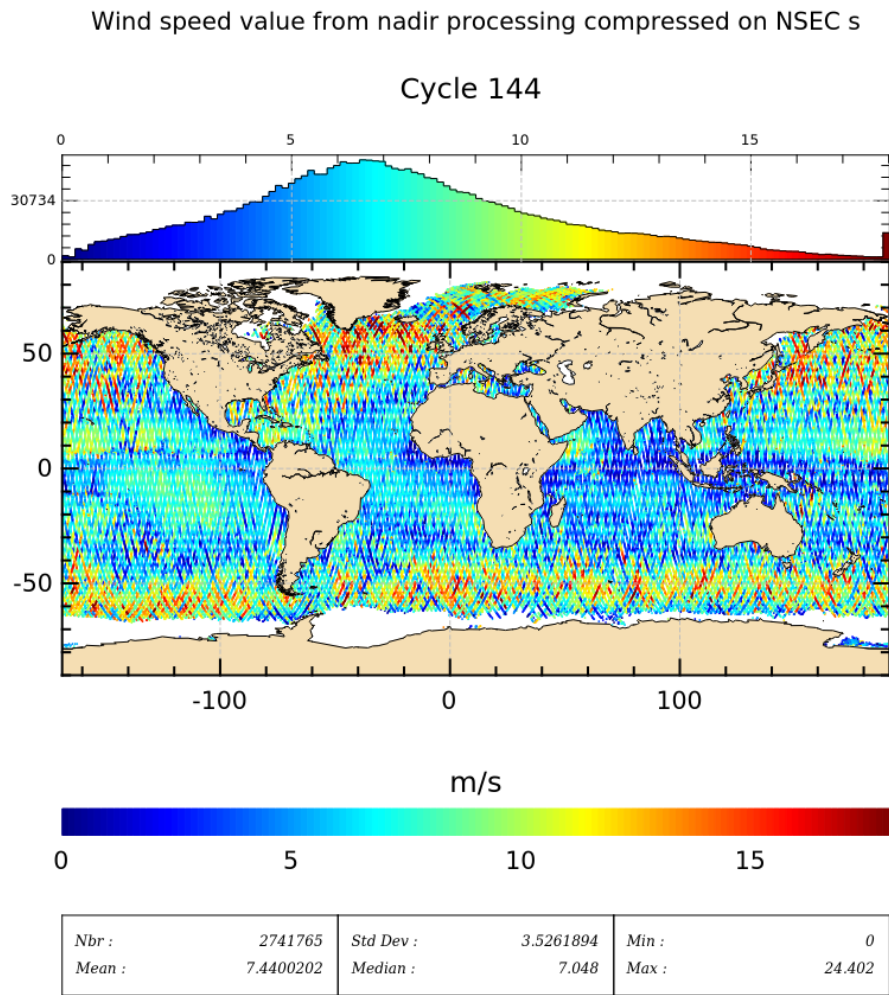 Wind speed value from nadir processing compressed on NSEC s
Cycle 144
0 5 10 15
30734
0
50
0
-50
-100 0 100
m/s
0 5 10 15
Nbr : 2741765 Std Dev : 3.5261894 Min : 0
Mean : 7.4400202 Median : 7.048 Max : 24.402